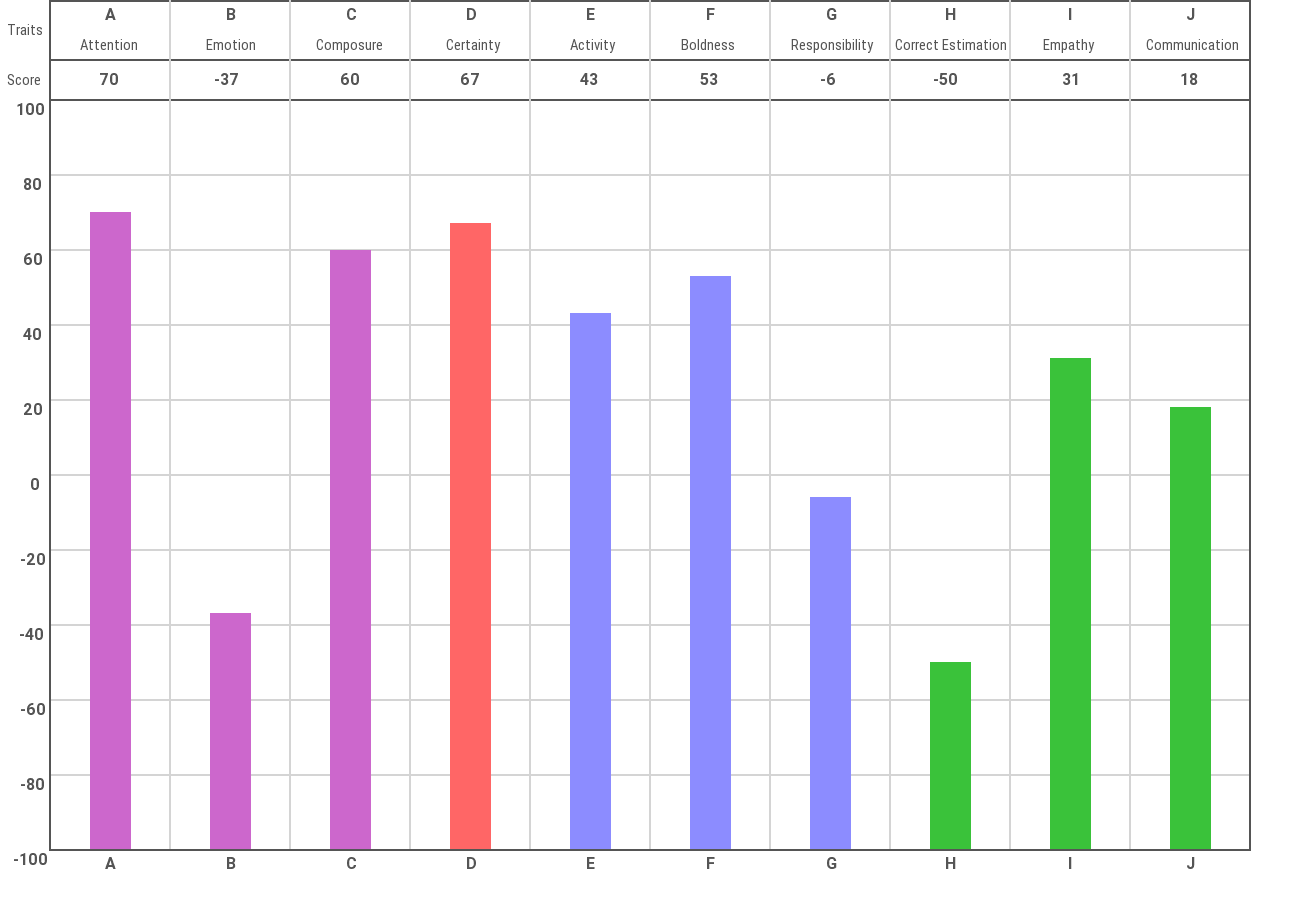 A B C D E F G H I J
Traits
Attention Emotion Composure Certainty Activity Boldness Responsibility Correct Estimation Empathy Communication
Score 70 -37 60 67 43 53 -6 -50 31 18
100
80
60
40
20
0
-20
-40
-60
-80
-100
A B C D E F G H I J